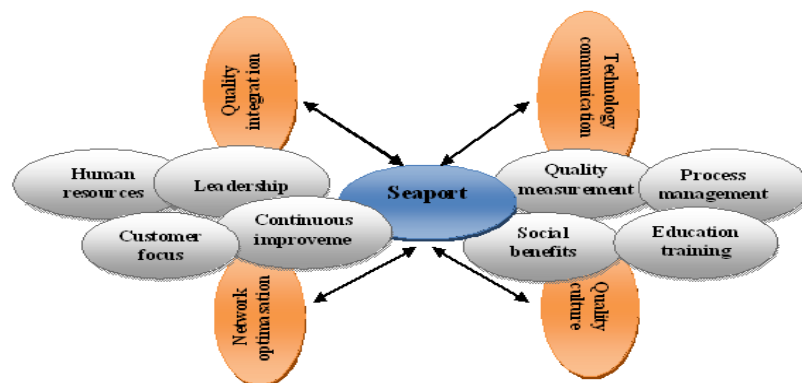 Quality
integration
Technology
communication
Human
resources
Leadership
Seaport
Quality
measurement
Process
management
Customer
focus
Continuous
improveme
Social
benefits
Education
training
Network
optimasation
Quality
culture